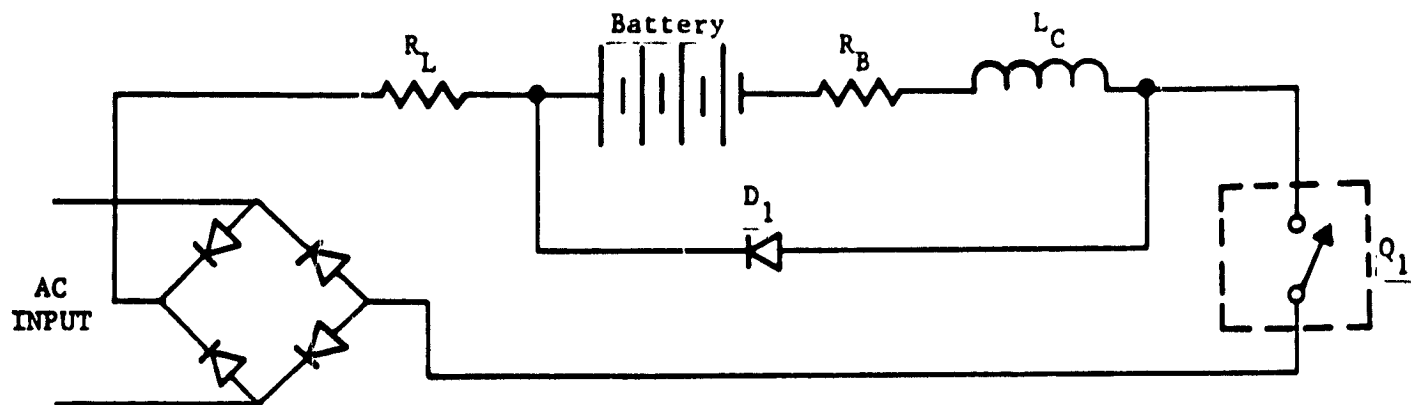 Battery
R_L
R_B
L_C
D_1
Q_1
AC
INPUT